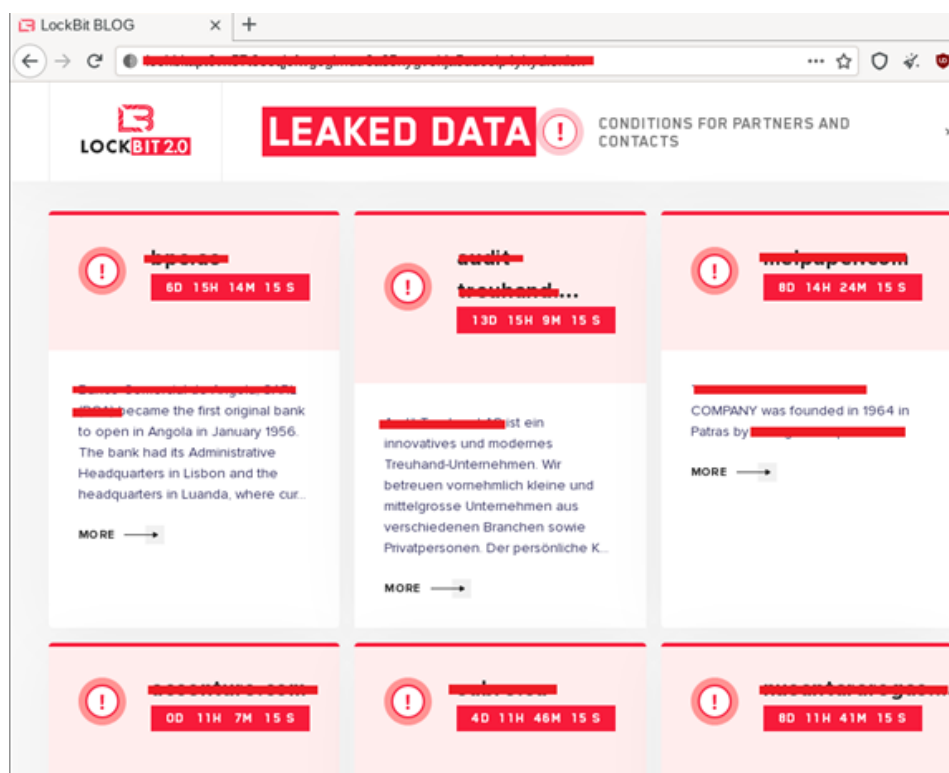 LockBit BLOG
LOCKBIT 2.0
LEAKED DATA
CONDITIONS FOR PARTNERS AND
CONTACTS
6D 15H 14M 15 S
became the first original bank
to open in Angola in January 1956.
The bank had its Administrative
Headquarters in Lisbon and the
headquarters in Luanda, where cur...
MORE
...
13D 15H 9M 15 S
ist ein
innovatives und modernes
Treuhand-Unternehmen. Wir
betreuen vornehmlich kleine und
mittelgrosse Unternehmen aus
verschiedenen Branchen sowie
Privatpersonen. Der persönliche K...
MORE
8D 14H 24M 15 S
COMPANY was founded in 1964 in
Patras by
MORE
0D 11H 7M 15 S
4D 11H 46M 15 S
8D 11H 41M 15 S